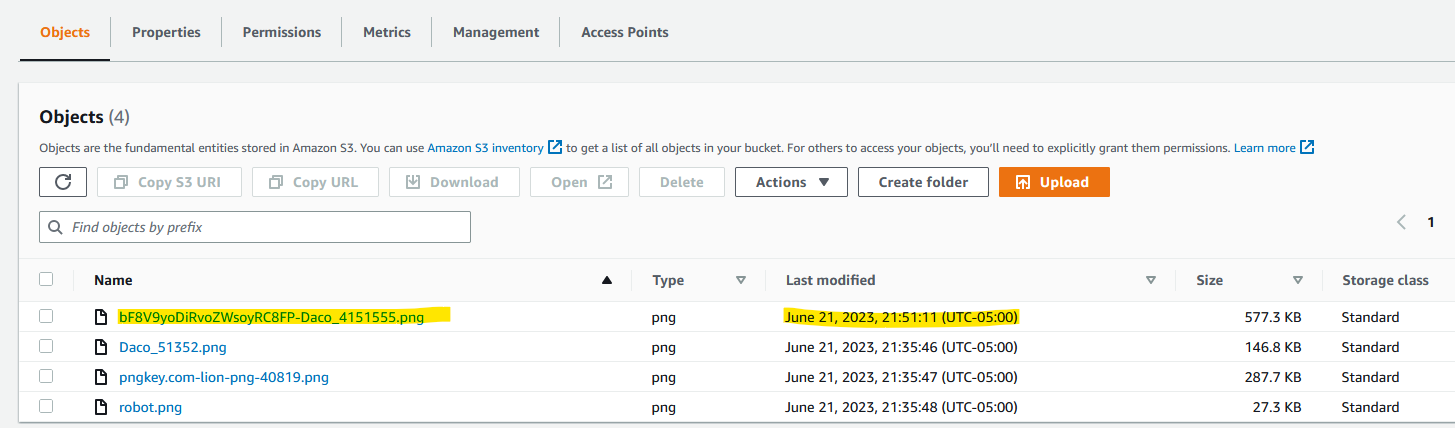 Objects Properties Permissions Metrics Management Access Points
Objects (4)
Objects are the fundamental entities stored in Amazon S3. You can use Amazon S3 inventory to get a list of all objects in your bucket. For others to access your objects, you'll need to explicitly grant them permissions. Learn more
Copy S3 URI Copy URL Download Open Delete Actions Create folder Upload
Find objects by prefix 1
Name Type Last modified Size Storage class
bF8V9yoDiRvoZWsoyRC8FP-Daco_4151555.png png June 21, 2023, 21:51:11 (UTC-05:00) 577.3 KB Standard
Daco_51352.png png June 21, 2023, 21:35:46 (UTC-05:00) 146.8 KB Standard
pngkey.com-lion-png-40819.png png June 21, 2023, 21:35:47 (UTC-05:00) 287.7 KB Standard
robot.png png June 21, 2023, 21:35:48 (UTC-05:00) 27.3 KB Standard